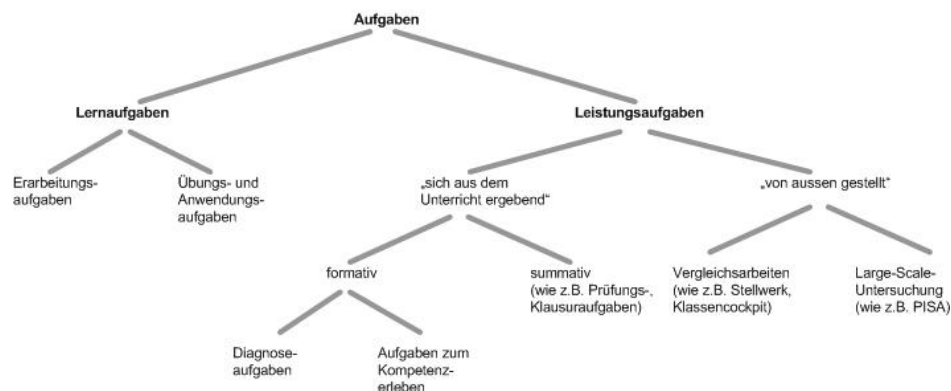 Aufgaben
Lernaufgaben
Leistungsaufgaben
Erarbeitungs-
aufgaben
Übungs- und
Anwendungs-
aufgaben
„sich aus dem
Unterricht ergebend“
„von aussen gestellt“
formativ
summativ
(wie z.B. Prüfungs-,
Klausuraufgaben)
Vergleichsarbeiten
(wie z.B. Stellwerk,
Klassencockpit)
Large-Scale-
Untersuchung
(wie z.B. PISA)
Diagnose-
aufgaben
Aufgaben zum
Kompetenz-
erleben